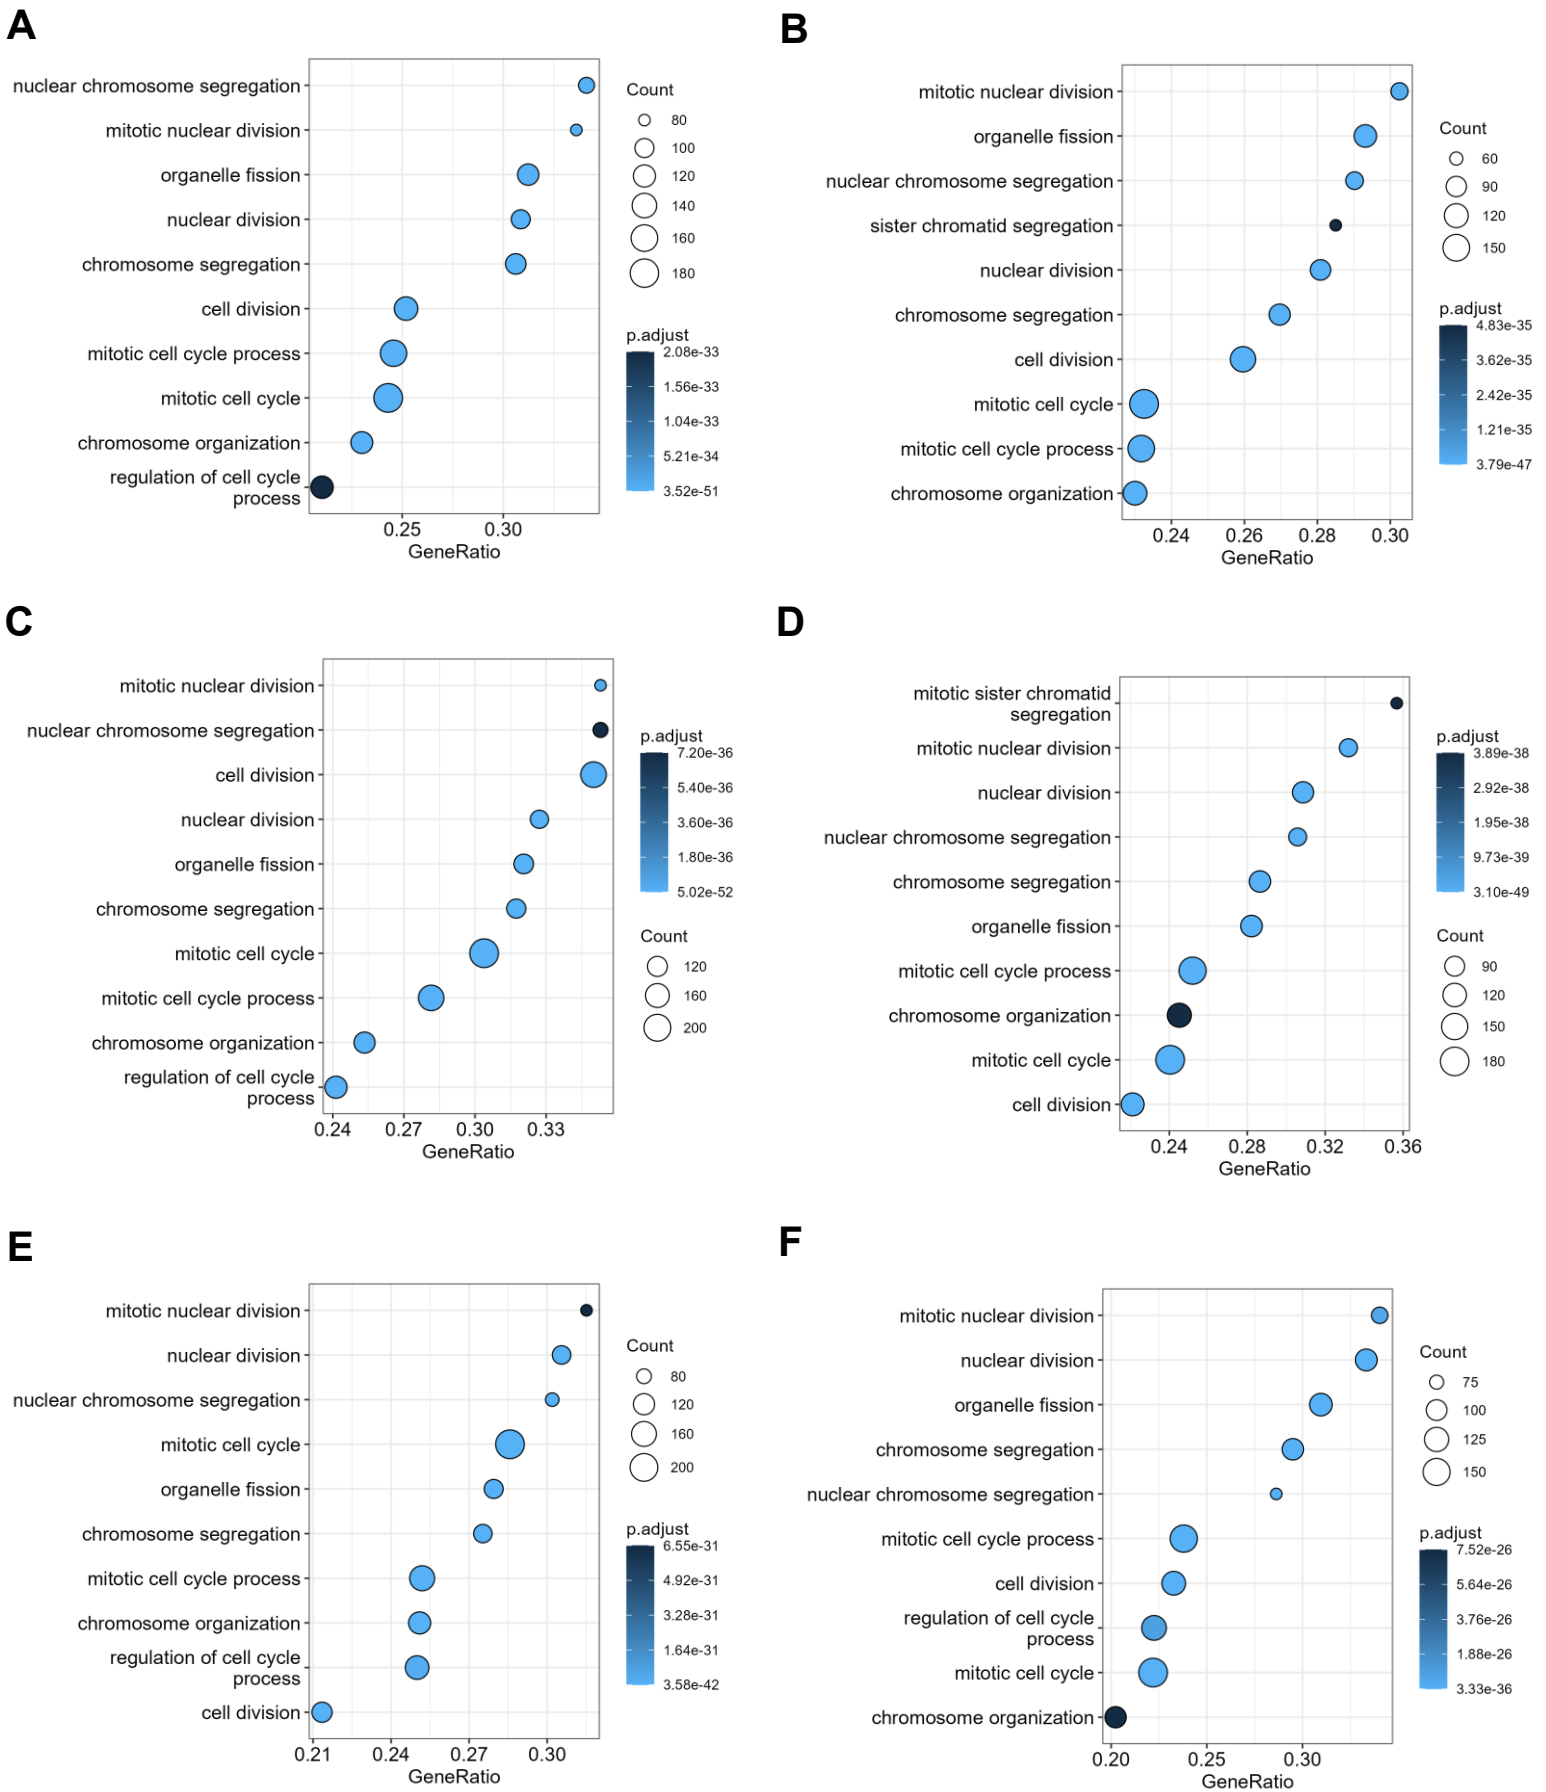 A
nuclear chromosome segregation
mitotic nuclear division
organelle fission
nuclear division
chromosome segregation
cell division
mitotic cell cycle process
mitotic cell cycle
chromosome organization
regulation of cell cycle
process
0.25 0.30
GeneRatio
Count
80
100
120
140
160
180
p.adjust
2.08e-33
1.56e-33
1.04e-33
5.21e-34
3.52e-51
B
mitotic nuclear division
organelle fission
nuclear chromosome segregation
sister chromatid segregation
nuclear division
chromosome segregation
cell division
mitotic cell cycle
mitotic cell cycle process
chromosome organization
0.24 0.26 0.28 0.30
GeneRatio
Count
60
90
120
150
p.adjust
4.83e-35
3.62e-35
2.42e-35
1.21e-35
3.79e-47
C
mitotic nuclear division
nuclear chromosome segregation
cell division
nuclear division
organelle fission
chromosome segregation
mitotic cell cycle
mitotic cell cycle process
chromosome organization
regulation of cell cycle
process
0.24 0.27 0.30 0.33
GeneRatio
p.adjust
7.20e-36
5.40e-36
3.60e-36
1.80e-36
5.02e-52
Count
120
160
200
D
mitotic sister chromatid
segregation
mitotic nuclear division
nuclear division
nuclear chromosome segregation
chromosome segregation
organelle fission
mitotic cell cycle process
chromosome organization
mitotic cell cycle
cell division
0.24 0.28 0.32 0.36
GeneRatio
p.adjust
3.89e-38
2.92e-38
1.95e-38
9.73e-39
3.10e-49
Count
90
120
150
180
E
mitotic nuclear division
nuclear division
nuclear chromosome segregation
mitotic cell cycle
organelle fission
chromosome segregation
mitotic cell cycle process
chromosome organization
regulation of cell cycle
process
cell division
0.21 0.24 0.27 0.30
GeneRatio
Count
80
120
160
200
p.adjust
6.55e-31
4.92e-31
3.28e-31
1.64e-31
3.58e-42
F
mitotic nuclear division
nuclear division
organelle fission
chromosome segregation
nuclear chromosome segregation
mitotic cell cycle process
cell division
regulation of cell cycle
process
mitotic cell cycle
chromosome organization
0.20 0.25 0.30
GeneRatio
Count
75
100
125
150
p.adjust
7.52e-26
5.64e-26
3.76e-26
1.88e-26
3.33e-36